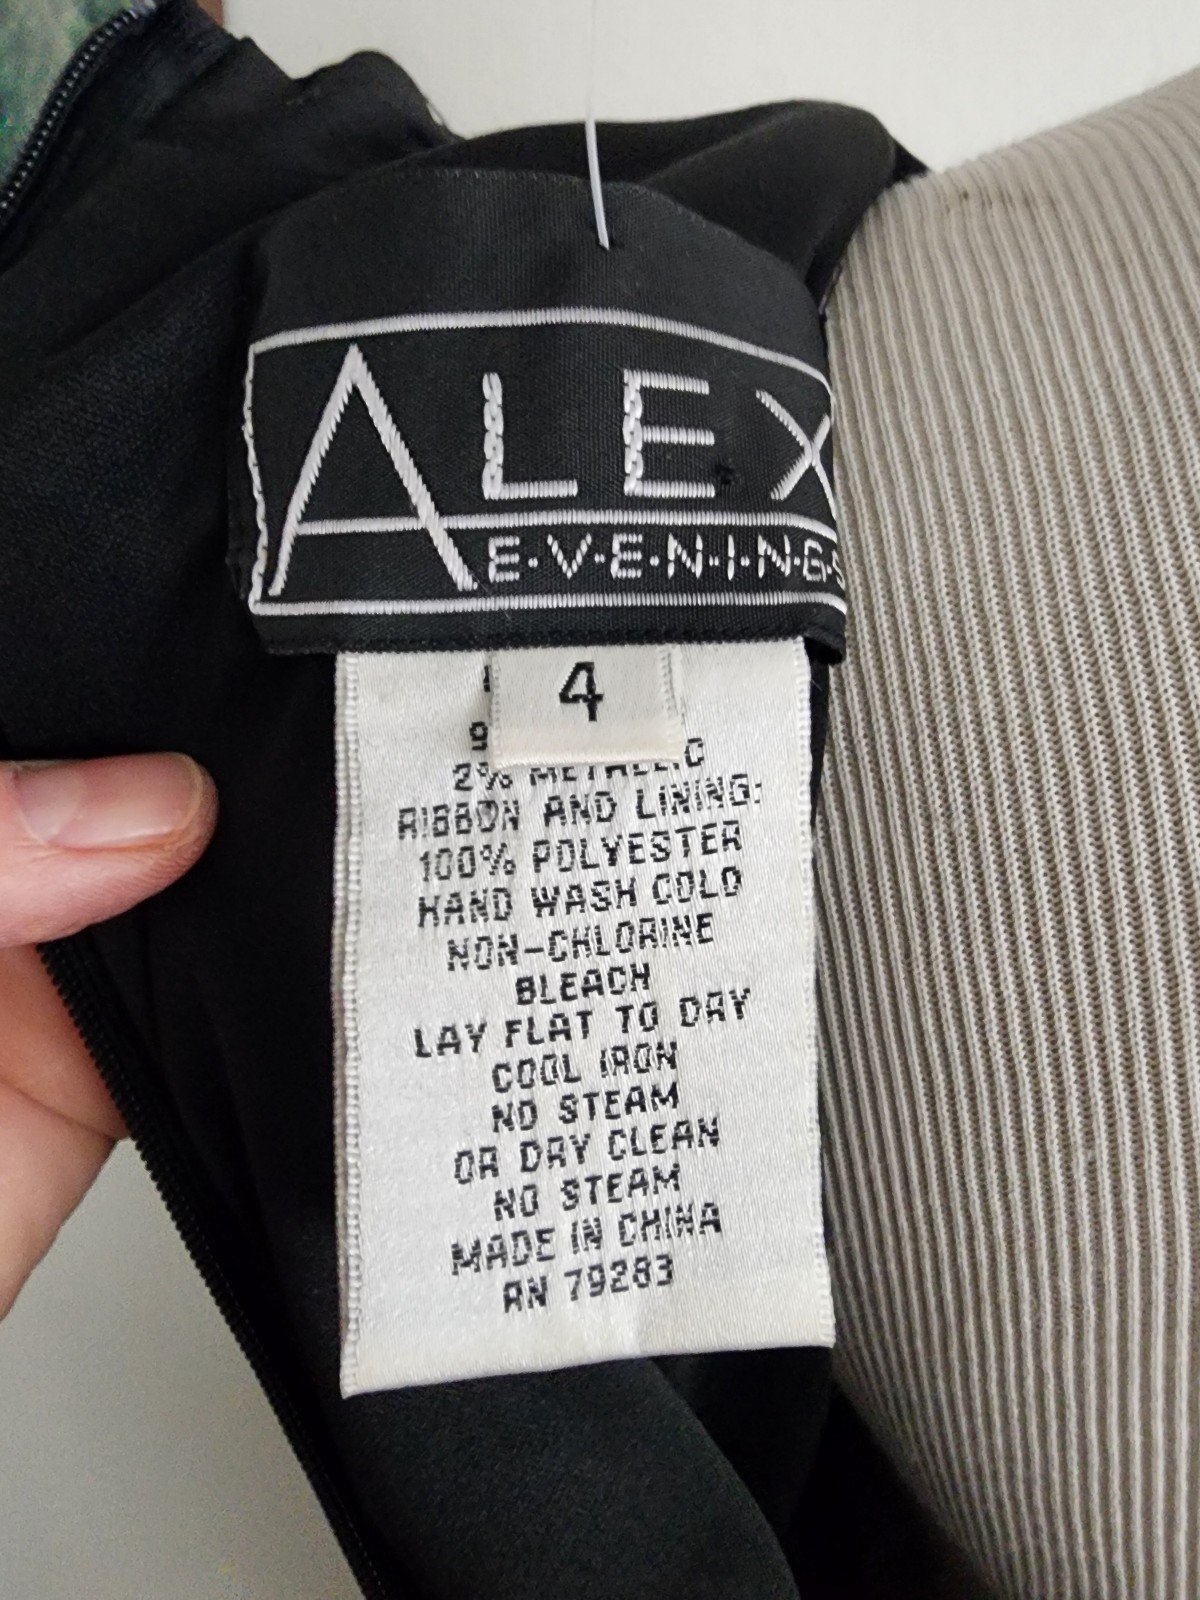 ALEX
E·V·E·N·I·N·G·S
4
2% METALLIC
RIBBON AND LINING:
100% POLYESTER
HAND WASH COLD
NON-CHLORINE
BLEACH
LAY FLAT TO DRY
COOL IRON
NO STEAM
OR DRY CLEAN
NO STEAM
MADE IN CHINA
RN 79283